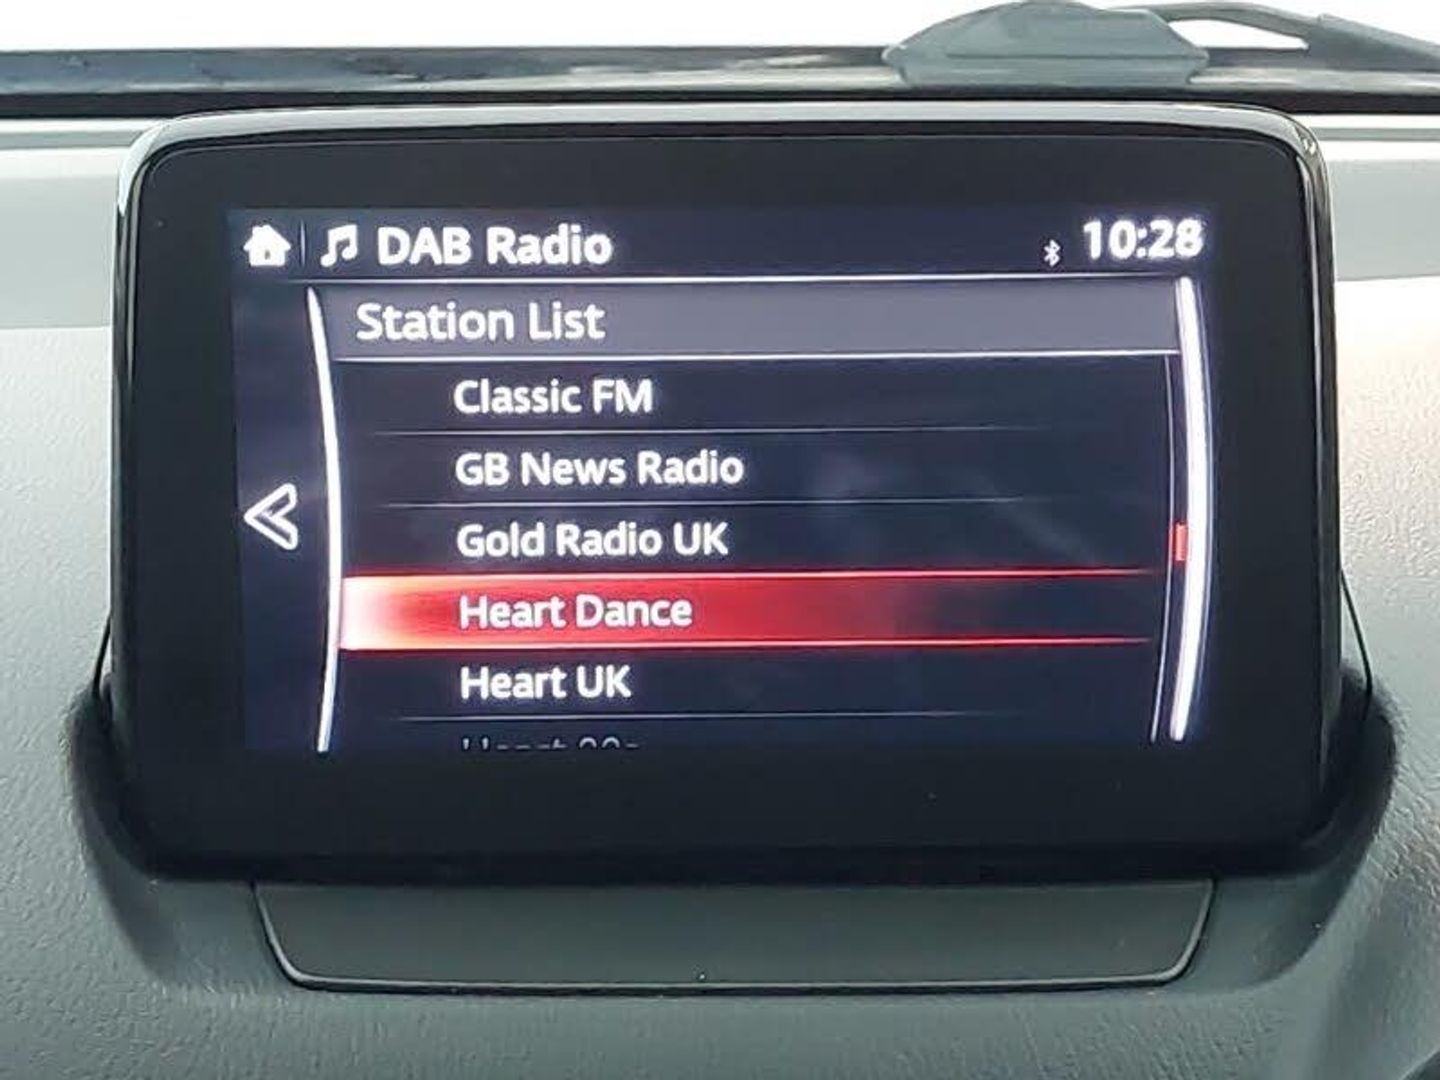 DAB Radio
10:28
Station List
Classic FM
GB News Radio
Gold Radio UK
Heart Dance
Heart UK